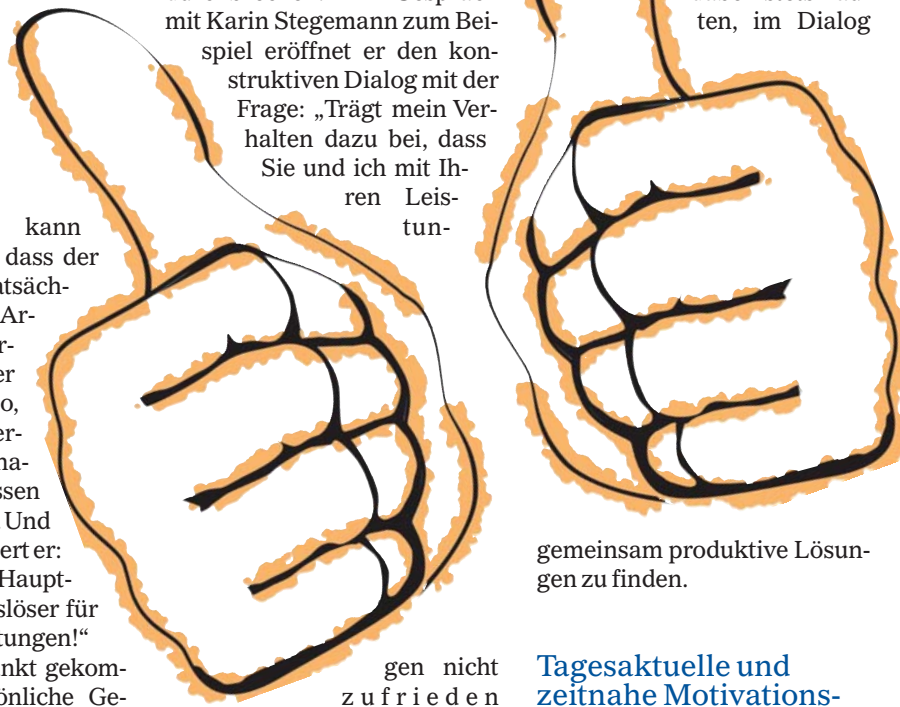 kann
dass der
Ar-
er
o,
er-
na-
ssen
Und
ert er:
Haupt-
slöser für
tungen!“
nkt gekom-
önliche Ge-
mit Karin Stegemann zum Bei-
spiel eröffnet er den kon-
struktiven Dialog mit der
Frage: „Trägt mein Ver-
halten dazu bei, dass
Sie und ich mit Ih-
ren Leis-
tun-
gen nicht
zufrieden
ten, im Dialog
gemeinsam produktive Lösun-
gen zu finden.
Tagesaktuelle und
zeitnahe Motivations-